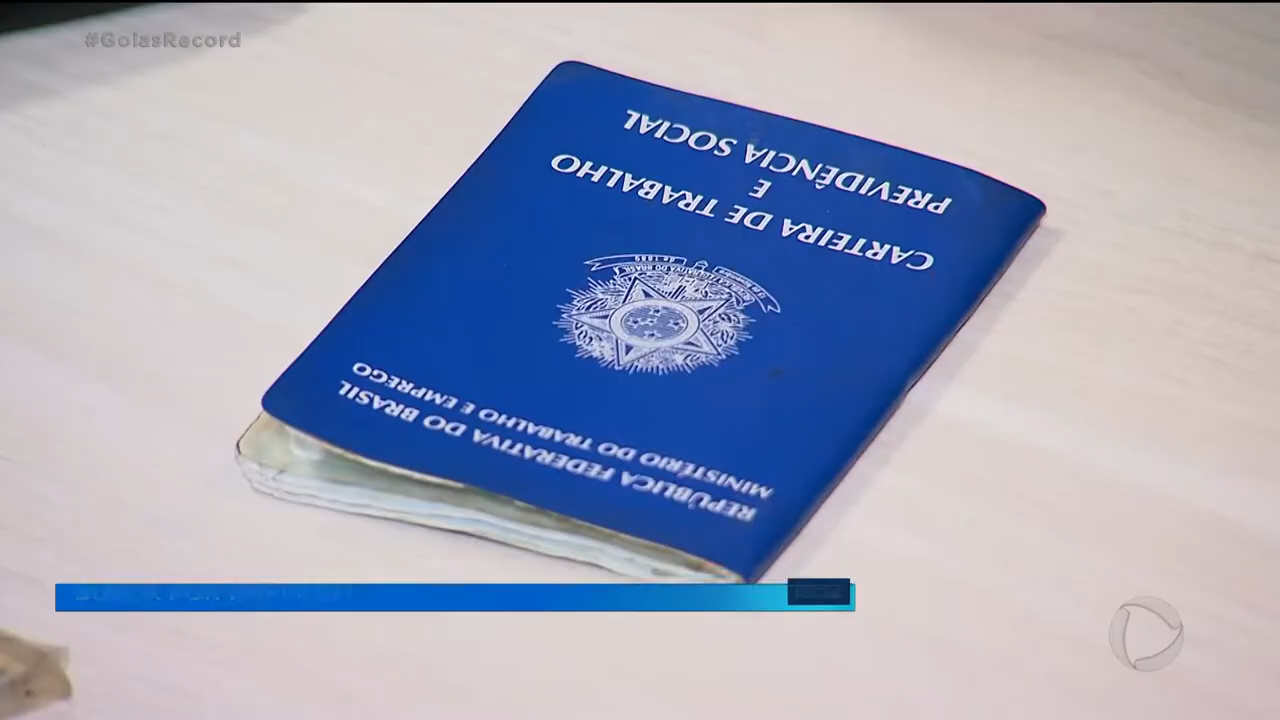 #GoiasRecord
REPÚBLICA FEDERATIVA DO BRASIL
MINISTÉRIO DO TRABALHO E EMPREGO
CARTEIRA DE TRABALHO
E
PREVIDÊNCIA SOCIAL